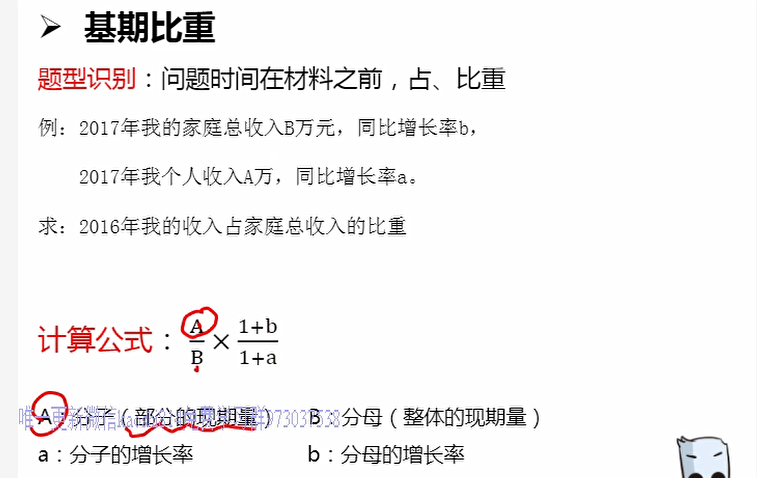 ➤ 基期比重
题型识别：问题时间在材料之前，占、比重
例：2017年我的家庭总收入B万元，同比增长率b，
2017年我个人收入A万，同比增长率a。
求：2016年我的收入占家庭总收入的比重
计算公式：A/B×(1+b)/(1+a)
A：分子（部分的现期量） B：分母（整体的现期量）
a：分子的增长率 b：分母的增长率